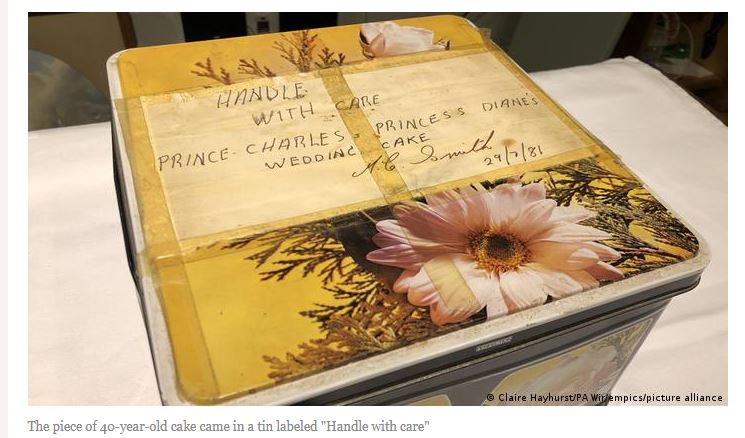 HANDLE
WITH CARE
PRINCE-CHARLES & PRINCESS DIANE'S
WEDDING CAKE
M.C. Smith
29/7/81
© Claire Hayhurst/PA Wir/empics/picture alliance
The piece of 40-year-old cake came in a tin labeled "Handle with care"